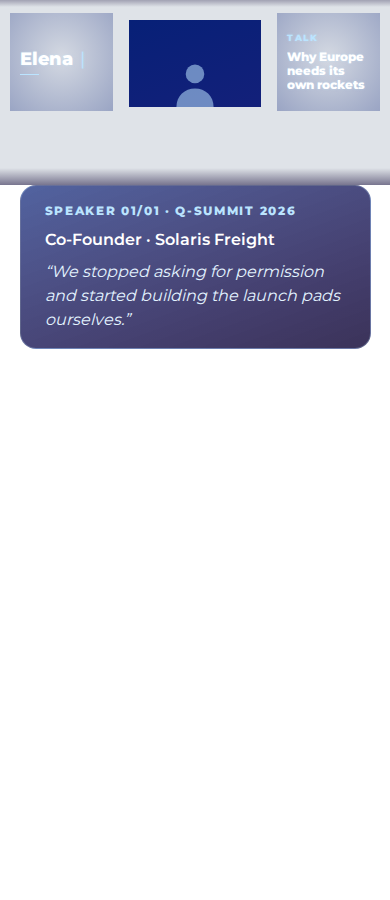 Elena
TALK
Why Europe
needs its
own rockets
SPEAKER 01/01 · Q-SUMMIT 2026
Co-Founder · Solaris Freight
“We stopped asking for permission
and started building the launch pads
ourselves.”